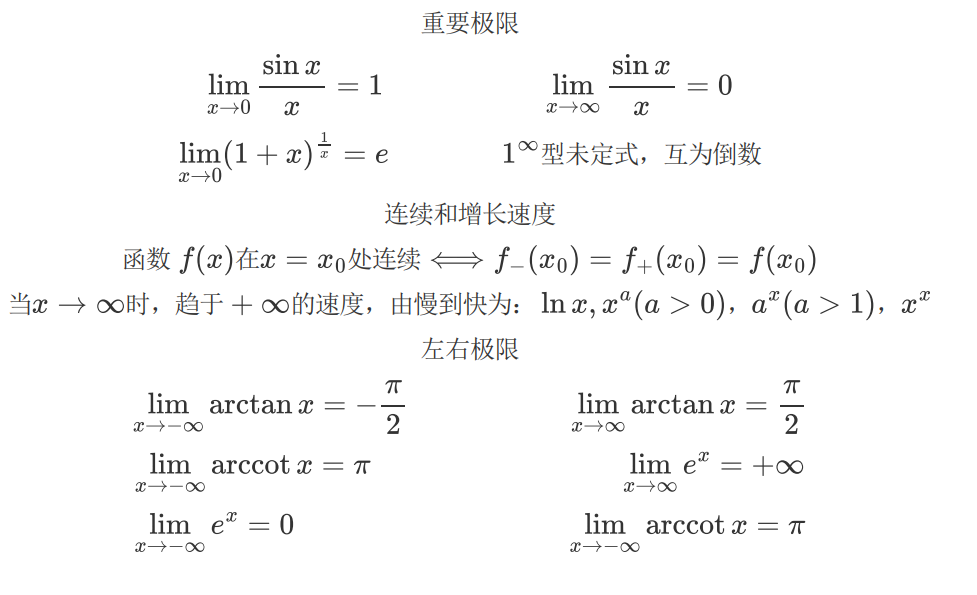 重要极限
$\lim_{x \to 0} \frac{\sin x}{x} = 1$ $\lim_{x \to \infty} \frac{\sin x}{x} = 0$
$\lim_{x \to 0} (1 + x)^{\frac{1}{x}} = e$ $1^{\infty}$型未定式，互为倒数
连续和增长速度
函数 $f(x)$在$x = x_0$处连续 $\Longleftrightarrow f_{-}(x_0) = f_{+}(x_0) = f(x_0)$
当$x \to \infty$时，趋于 $+\infty$的速度，由慢到快为：$\ln x, x^a (a > 0)$，$a^x (a > 1)$，$x^x$
左右极限
$\lim_{x \to -\infty} \arctan x = -\frac{\pi}{2}$ $\lim_{x \to \infty} \arctan x = \frac{\pi}{2}$
$\lim_{x \to -\infty} \operatorname{arccot} x = \pi$ $\lim_{x \to \infty} e^x = +\infty$
$\lim_{x \to -\infty} e^x = 0$ $\lim_{x \to -\infty} \operatorname{arccot} x = \pi$